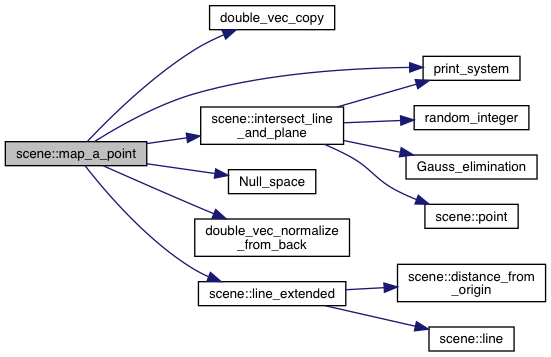 double_vec_copy
print_system
scene::intersect_line
_and_plane
random_integer
scene::map_a_point
Gauss_elimination
Null_space
scene::point
double_vec_normalize
_from_back
scene::distance_from
_origin
scene::line_extended
scene::line